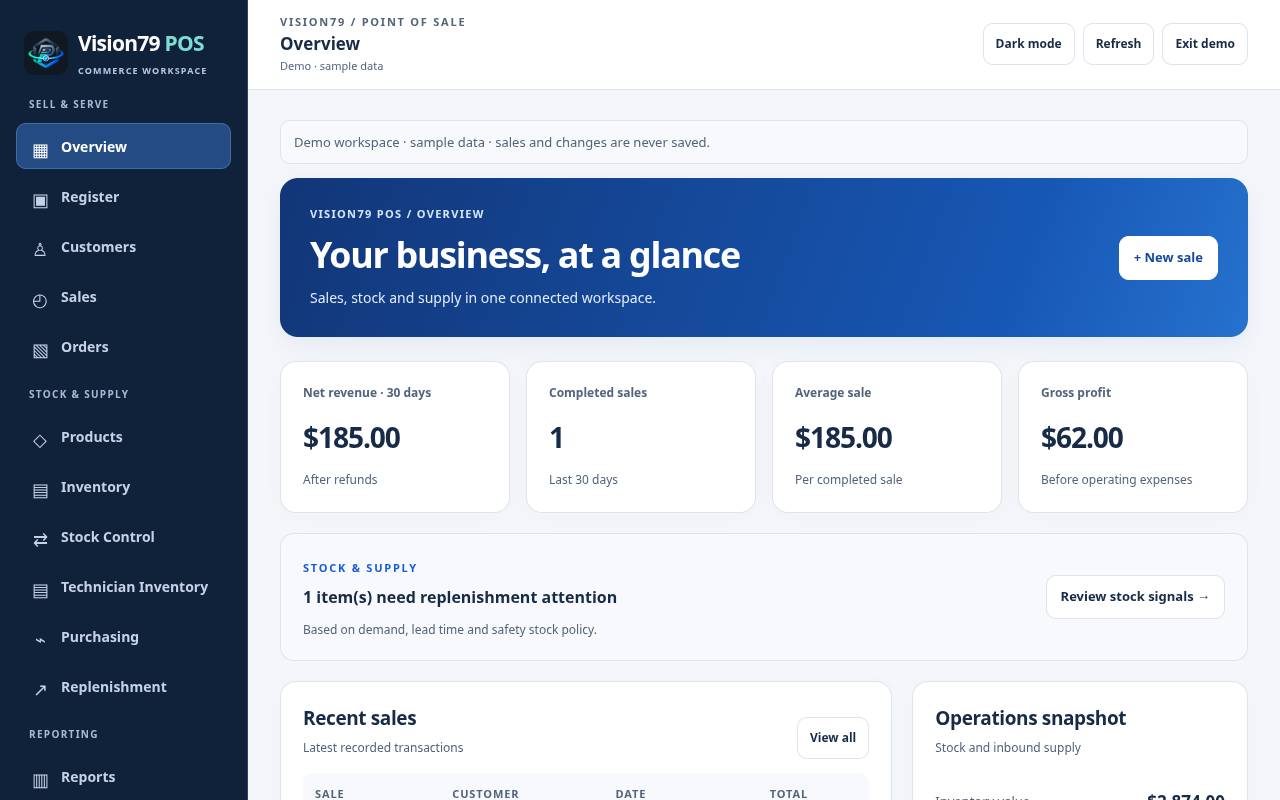 Vision79 POS
COMMERCE WORKSPACE
SELL & SERVE
Overview
Register
Customers
Sales
Orders
STOCK & SUPPLY
Products
Inventory
Stock Control
Technician Inventory
Purchasing
Replenishment
REPORTING
Reports
VISION79 / POINT OF SALE
Overview
Demo · sample data
Dark mode
Refresh
Exit demo
Demo workspace · sample data · sales and changes are never saved.
VISION79 POS / OVERVIEW
Your business, at a glance
Sales, stock and supply in one connected workspace.
+ New sale
Net revenue · 30 days
$185.00
After refunds
Completed sales
1
Last 30 days
Average sale
$185.00
Per completed sale
Gross profit
$62.00
Before operating expenses
STOCK & SUPPLY
1 item(s) need replenishment attention
Based on demand, lead time and safety stock policy.
Review stock signals →
Recent sales
Latest recorded transactions
View all
SALE CUSTOMER DATE TOTAL
Operations snapshot
Stock and inbound supply
Inventory value $2,874.00